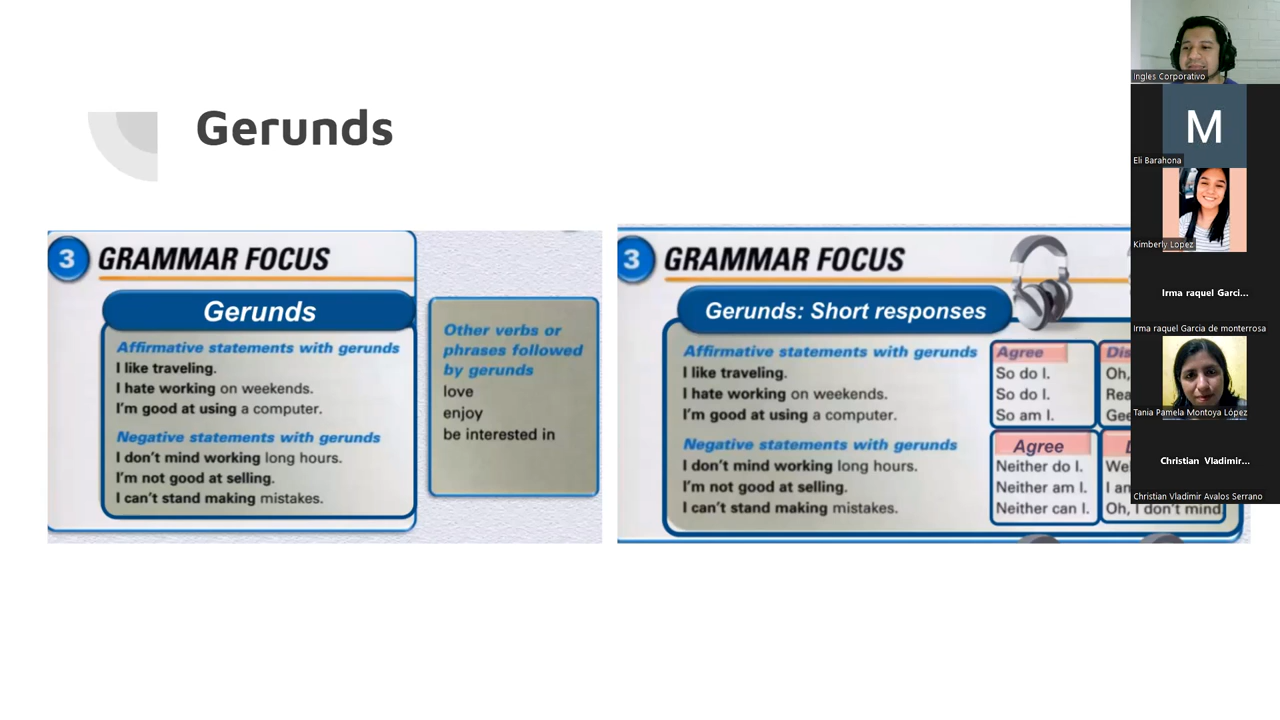 Gerunds
3 GRAMMAR FOCUS
Gerunds
Affirmative statements with gerunds
I like traveling.
I hate working on weekends.
I'm good at using a computer.
Negative statements with gerunds
I don't mind working long hours.
I'm not good at selling.
I can't stand making mistakes.
Other verbs or
phrases followed
by gerunds
love
enjoy
be interested in
3 GRAMMAR FOCUS
Gerunds: Short responses
Affirmative statements with gerunds
I like traveling.
I hate working on weekends.
I'm good at using a computer.
Negative statements with gerunds
I don't mind working long hours.
I'm not good at selling.
I can't stand making mistakes.
Agree
So do I.
So do I.
So am I.
Agree
Neither do I.
Neither am I.
Neither can I.
Oh,
I an
Oh, I don't mind
Ingles Corporativo
M
Eli Barahona
Kimberly Lopez
Irma raquel Garci...
Irma raquel Garcia de monterrosa
Tania Pamela Montoya López
Christian Vladimir...
Christian Vladimir Avalos Serrano